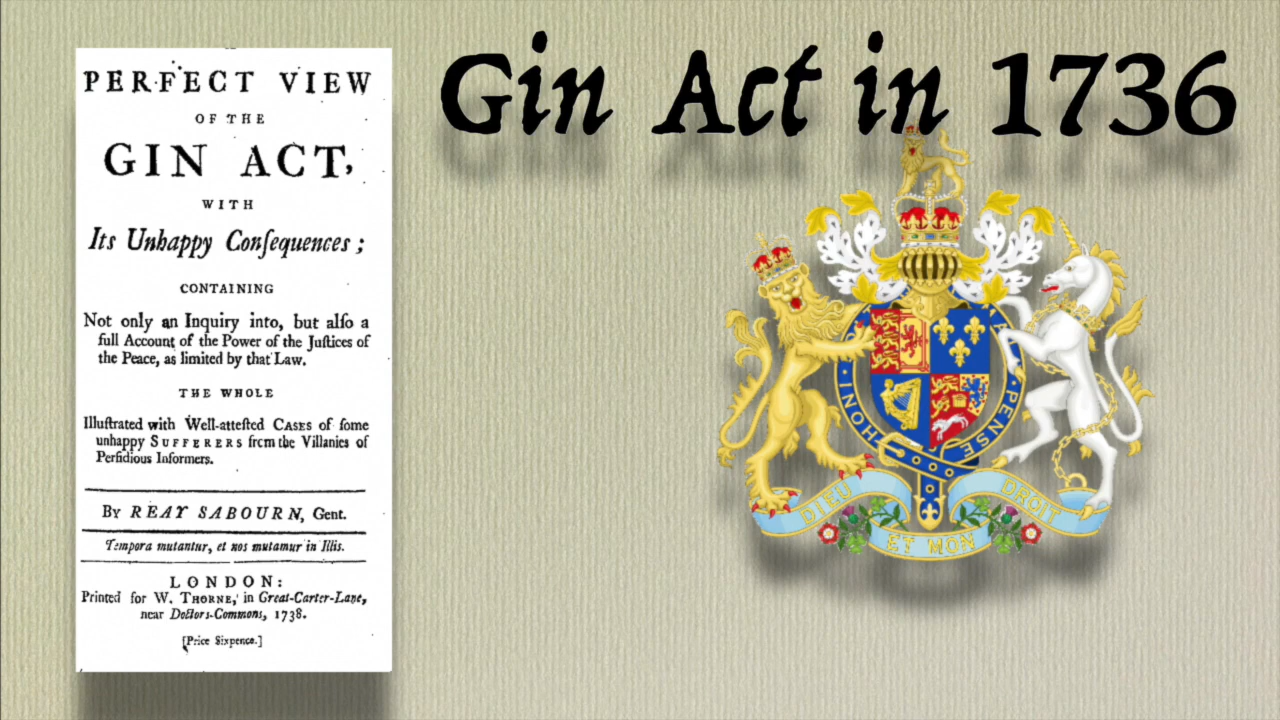 PERFECT VIEW
OF THE
GIN ACT,
WITH
Its Unhappy Conſequences ;
CONTAINING
Not only an Inquiry into, but alſo a
full Account of the Power of the Juſtices of
the Peace, as limited by that Law.
THE WHOLE
Illuſtrated with Well-atteſted CASES of ſome
unhappy SUFFERERS from the Villanies of
Perfidious Informers.
By REAY SABOURN, Gent.
Tempora mutantur, et nos mutamur in Illis.
LONDON:
Printed for W. THORNE, in Great-Carter-Lane,
near Doctors-Commons, 1738.
[Price Sixpence.]
Gin Act in 1736
HONI
PENSE
DIEU ET MON DROIT